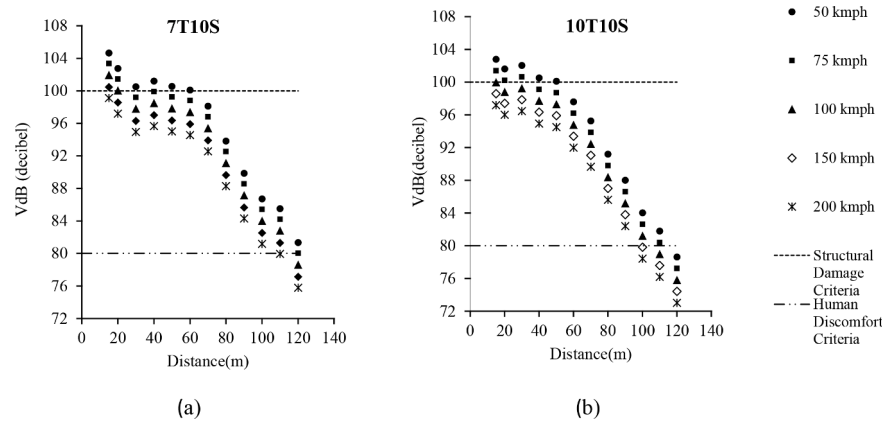 7T10S
VdB (decibel)
108
104
100
96
92
88
84
80
76
72
0 20 40 60 80 100 120 140
Distance(m)
(a)
10T10S
VdB(decibel)
108
104
100
96
92
88
84
80
76
72
0 20 40 60 80 100 120 140
Distance(m)
(b)
50 kmph
75 kmph
100 kmph
150 kmph
200 kmph
Structural
Damage
Criteria
Human
Discomfort
Criteria